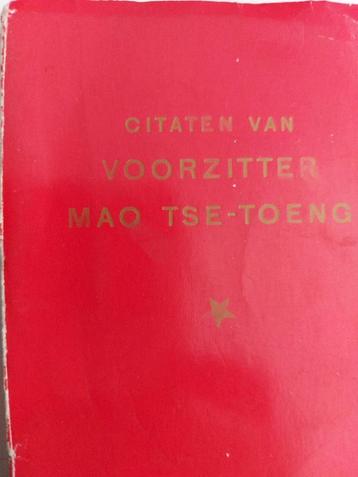 CITATEN VAN
VOORZITTER
MAO TSE-TOENG